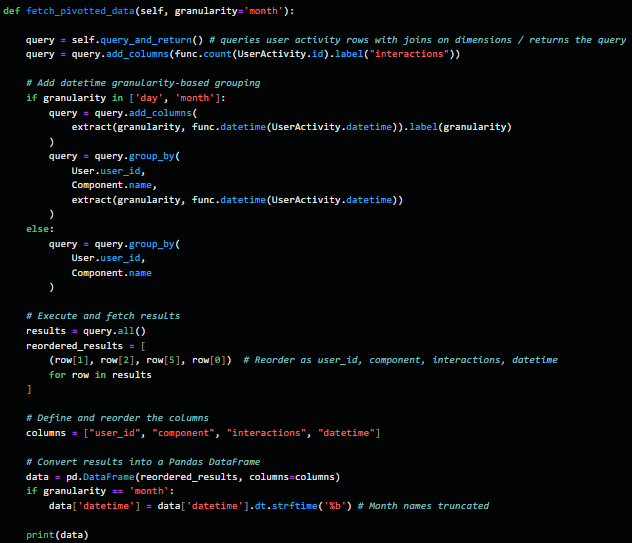 def fetch_pivotted_data(self, granularity='month'):
    query = self.query_and_return() # queries user activity rows with joins on dimensions / returns the query
    query = query.add_columns(func.count(UserActivity.id).label("interactions"))
    # Add datetime granularity-based grouping
    if granularity in ['day', 'month']:
        query = query.add_columns(
            extract(granularity, func.datetime(UserActivity.datetime)).label(granularity)
        )
        query = query.group_by(
            User.user_id,
            Component.name,
            extract(granularity, func.datetime(UserActivity.datetime))
        )
    else:
        query = query.group_by(
            User.user_id,
            Component.name
        )
    # Execute and fetch results
    results = query.all()
    reordered_results = [
        (row[1], row[2], row[5], row[0])  # Reorder as user_id, component, interactions, datetime
        for row in results
    ]
    # Define and reorder the columns
    columns = ["user_id", "component", "interactions", "datetime"]
    # Convert results into a Pandas DataFrame
    data = pd.DataFrame(reordered_results, columns=columns)
    if granularity == 'month':
        data['datetime'] = data['datetime'].dt.strftime('%b') # Month names truncated
    print(data)